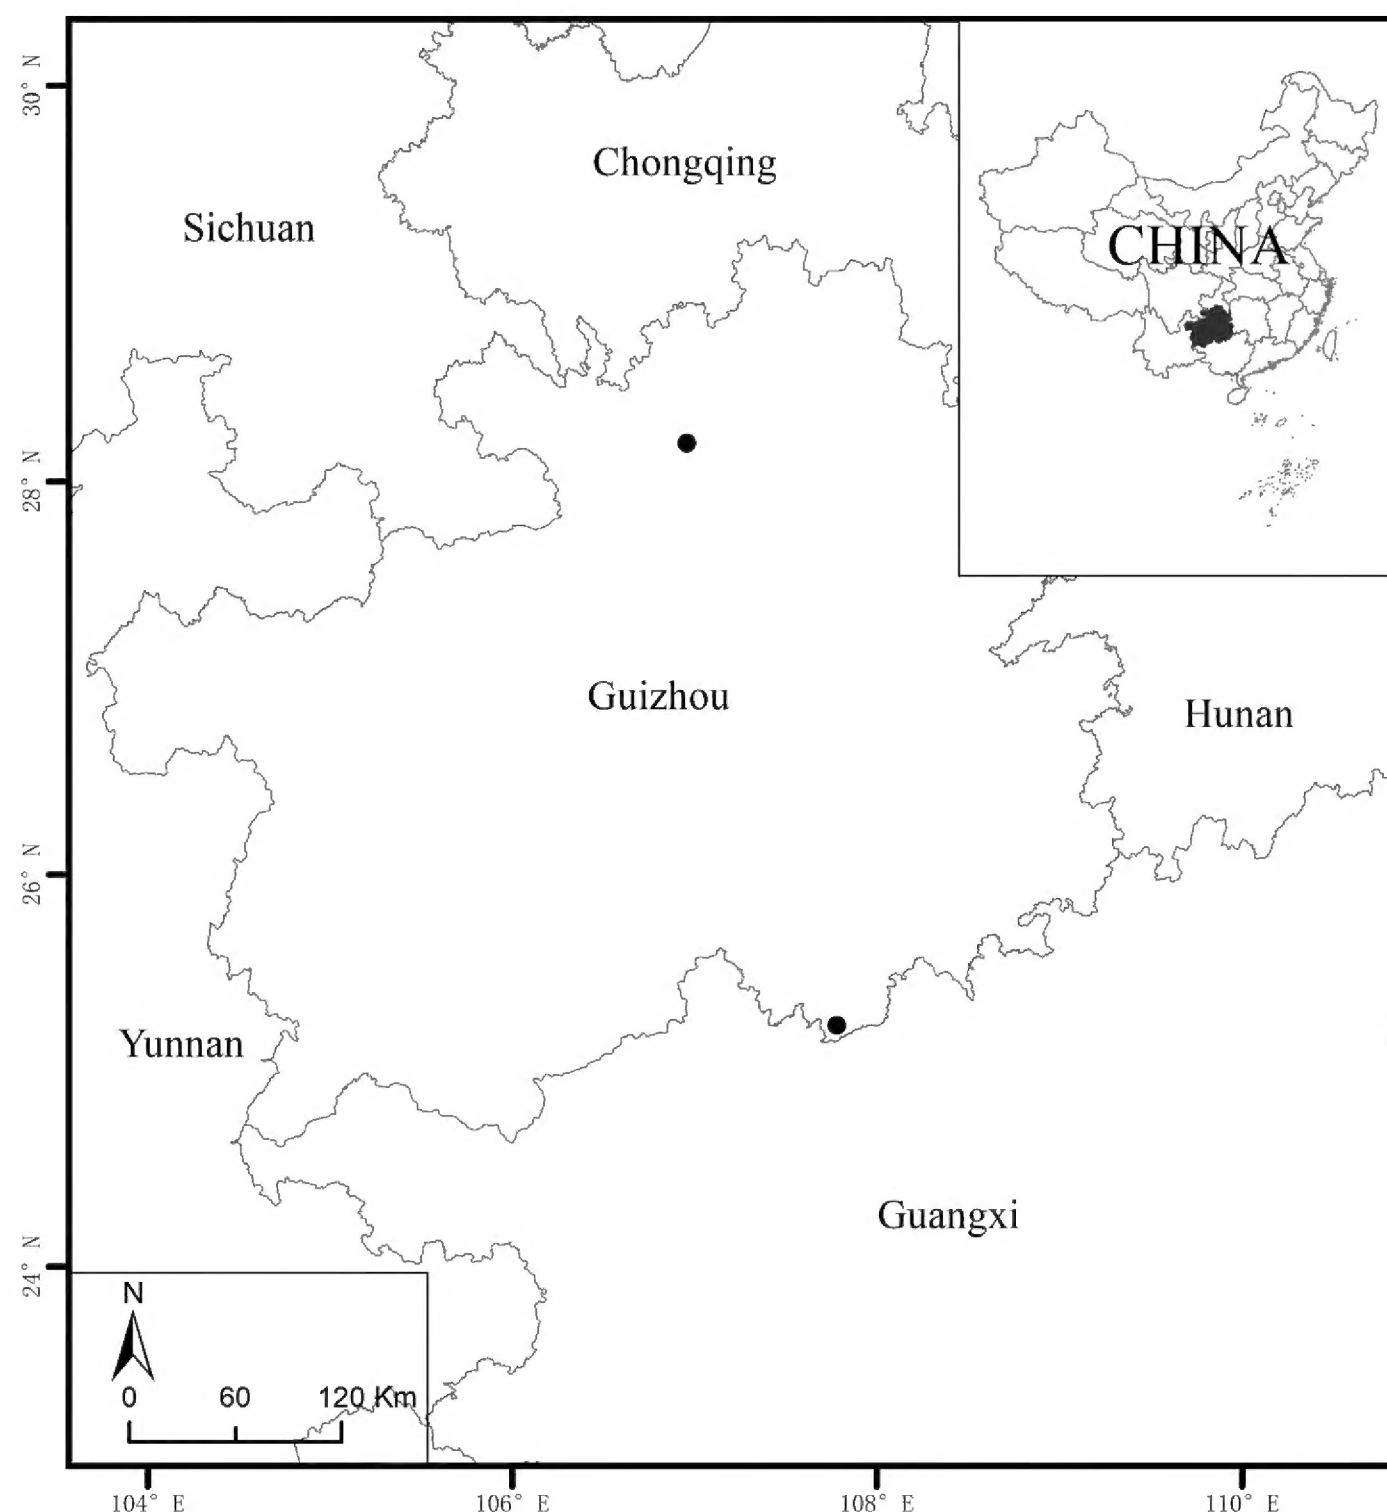 30° N
Chongqing
Sichuan
CHINA
28° N
Guizhou
Hunan
26° N
Yunnan
Guangxi
24° N
N
0 60 120 Km
104° E 106° E 108° E 110° E